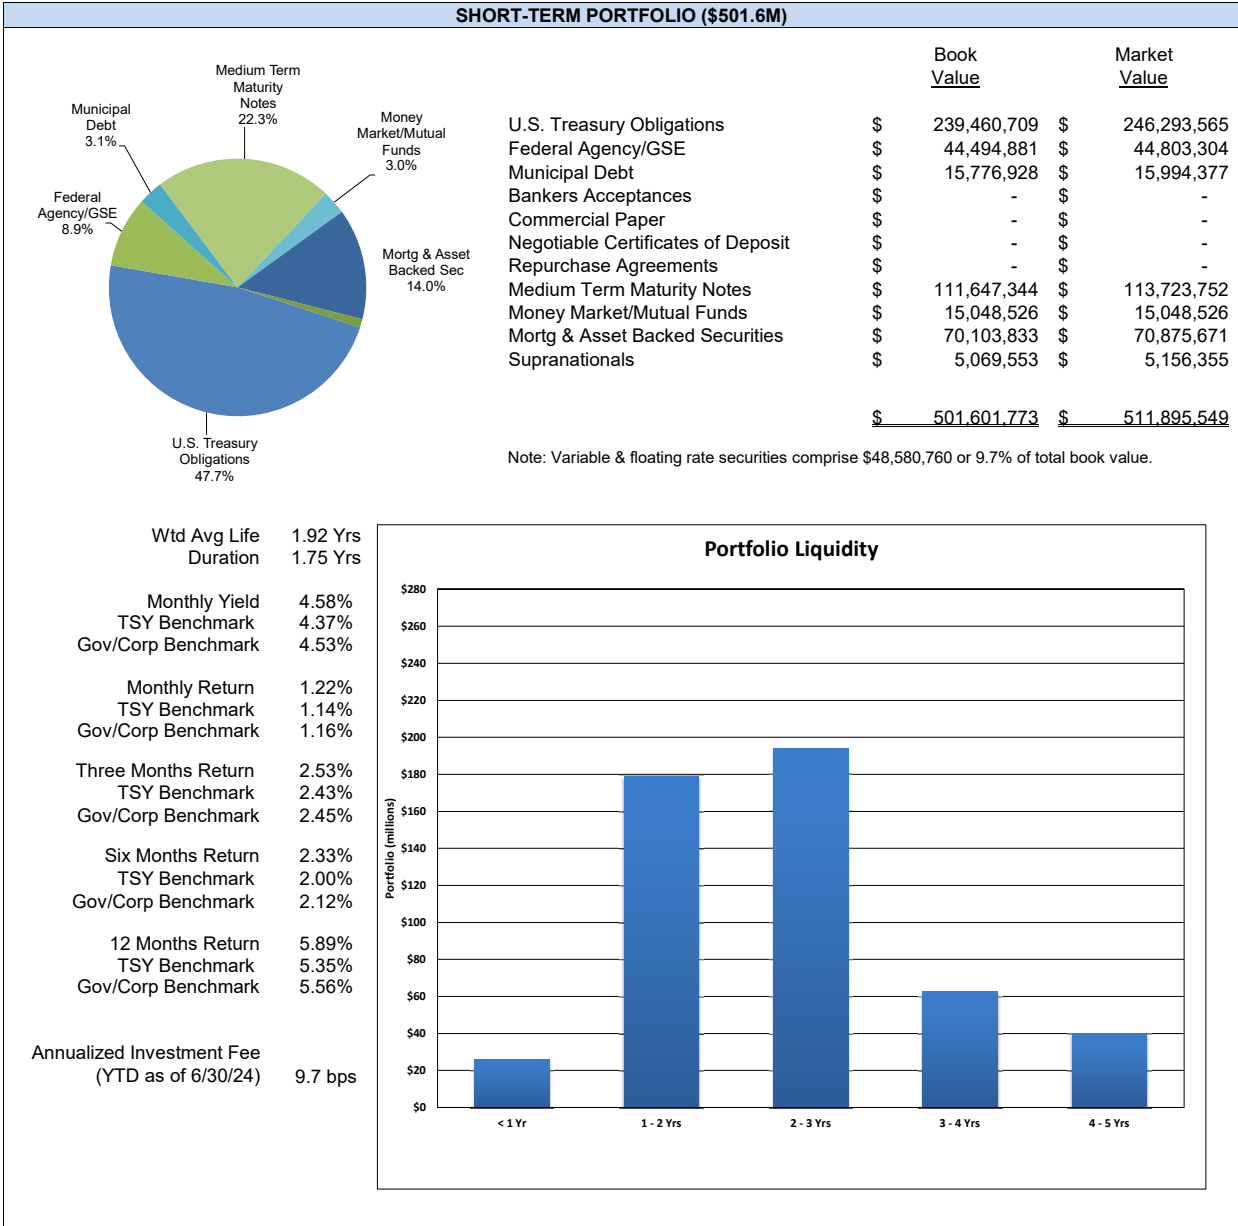 SHORT-TERM PORTFOLIO ($501.6M)
Medium Term
Maturity
Notes
22.3%
Municipal
Debt
3.1%
Money
Market/Mutual
Funds
3.0%
Federal
Agency/GSE
8.9%
Mortg & Asset
Backed Sec
14.0%
U.S. Treasury
Obligations
47.7%
Book Market
Value Value
U.S. Treasury Obligations $ 239,460,709 $ 246,293,565
Federal Agency/GSE $ 44,494,881 $ 44,803,304
Municipal Debt $ 15,776,928 $ 15,994,377
Bankers Acceptances $ - $ -
Commercial Paper $ - $ -
Negotiable Certificates of Deposit $ - $ -
Repurchase Agreements $ - $ -
Medium Term Maturity Notes $ 111,647,344 $ 113,723,752
Money Market/Mutual Funds $ 15,048,526 $ 15,048,526
Mortg & Asset Backed Securities $ 70,103,833 $ 70,875,671
Supranationals $ 5,069,553 $ 5,156,355
$ 501,601,773 $ 511,895,549
Note: Variable & floating rate securities comprise $48,580,760 or 9.7% of total book value.
Wtd Avg Life 1.92 Yrs
Duration 1.75 Yrs
Monthly Yield 4.58%
TSY Benchmark 4.37%
Gov/Corp Benchmark 4.53%
Monthly Return 1.22%
TSY Benchmark 1.14%
Gov/Corp Benchmark 1.16%
Three Months Return 2.53%
TSY Benchmark 2.43%
Gov/Corp Benchmark 2.45%
Six Months Return 2.33%
TSY Benchmark 2.00%
Gov/Corp Benchmark 2.12%
12 Months Return 5.89%
TSY Benchmark 5.35%
Gov/Corp Benchmark 5.56%
Annualized Investment Fee
(YTD as of 6/30/24) 9.7 bps
Portfolio Liquidity
Portfolio (millions)
$280
$260
$240
$220
$200
$180
$160
$140
$120
$100
$80
$60
$40
$20
$0
< 1 Yr 1 - 2 Yrs 2 - 3 Yrs 3 - 4 Yrs 4 - 5 Yrs